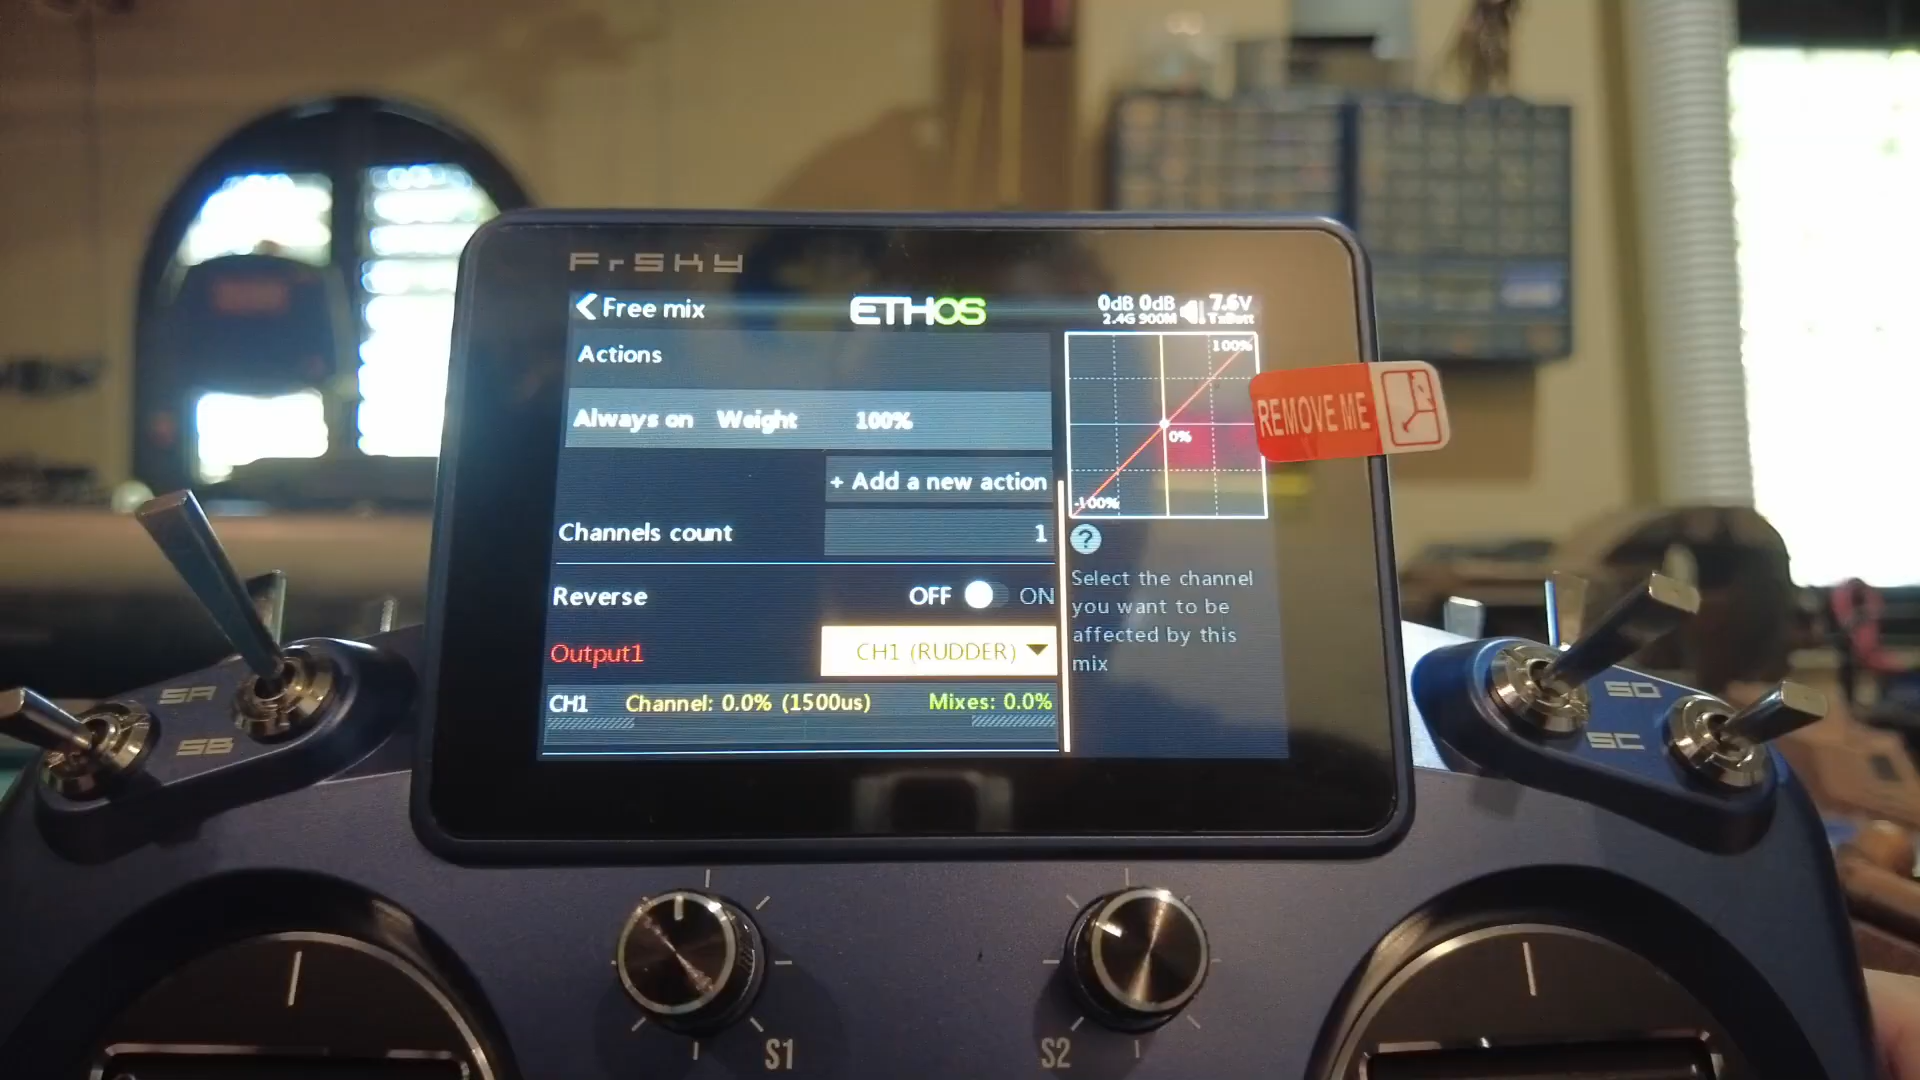 FrSKY
Free mix
ETHOS
0dB 0dB
2.4G 900M
7.6V
TxBatt
Actions
100%
Always on Weight 100%
0%
REMOVE ME
+ Add a new action
-100%
Channels count 1
Select the channel
you want to be
affected by this
mix
Reverse OFF ON
Output1 CH1 (RUDDER)
CH1 Channel: 0.0% (1500us) Mixes: 0.0%
SA
SB
SD
SC
S1
S2